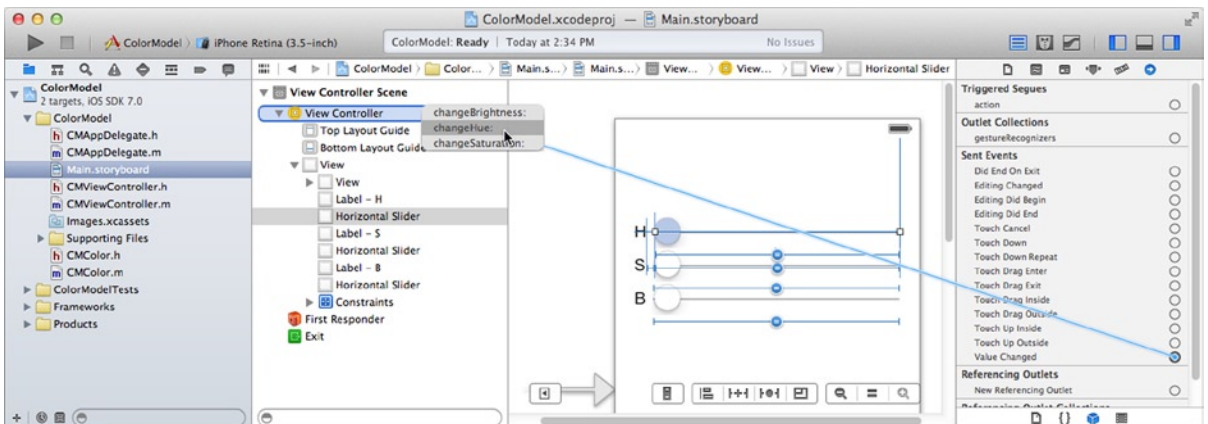 ColorModel.xcodeproj — Main.storyboard
ColorModel 〉 iPhone Retina (3.5-inch)
ColorModel: Ready | Today at 2:34 PM
No Issues
ColorModel 〉 Color... 〉 Main.s...〉 Main.s...〉 View... 〉 View... 〉 View 〉 Horizontal Slider
ColorModel
2 targets, iOS SDK 7.0
ColorModel
CMAppDelegate.h
CMAppDelegate.m
Main.storyboard
CMViewController.h
CMViewController.m
Images.xcassets
Supporting Files
CMColor.h
CMColor.m
ColorModelTests
Frameworks
Products
View Controller Scene
View Controller
Top Layout Guide
Bottom Layout Guide
View
View
Label – H
Horizontal Slider
Label – S
Horizontal Slider
Label – B
Horizontal Slider
Constraints
First Responder
Exit
changeBrightness:
changeHue:
changeSaturation:
H
S
B
Triggered Segues
action
Outlet Collections
gestureRecognizers
Sent Events
Did End On Exit
Editing Changed
Editing Did Begin
Editing Did End
Touch Cancel
Touch Down
Touch Down Repeat
Touch Drag Enter
Touch Drag Exit
Touch Drag Inside
Touch Drag Outside
Touch Up Inside
Touch Up Outside
Value Changed
Referencing Outlets
New Referencing Outlet
Referencing Outlet Collections